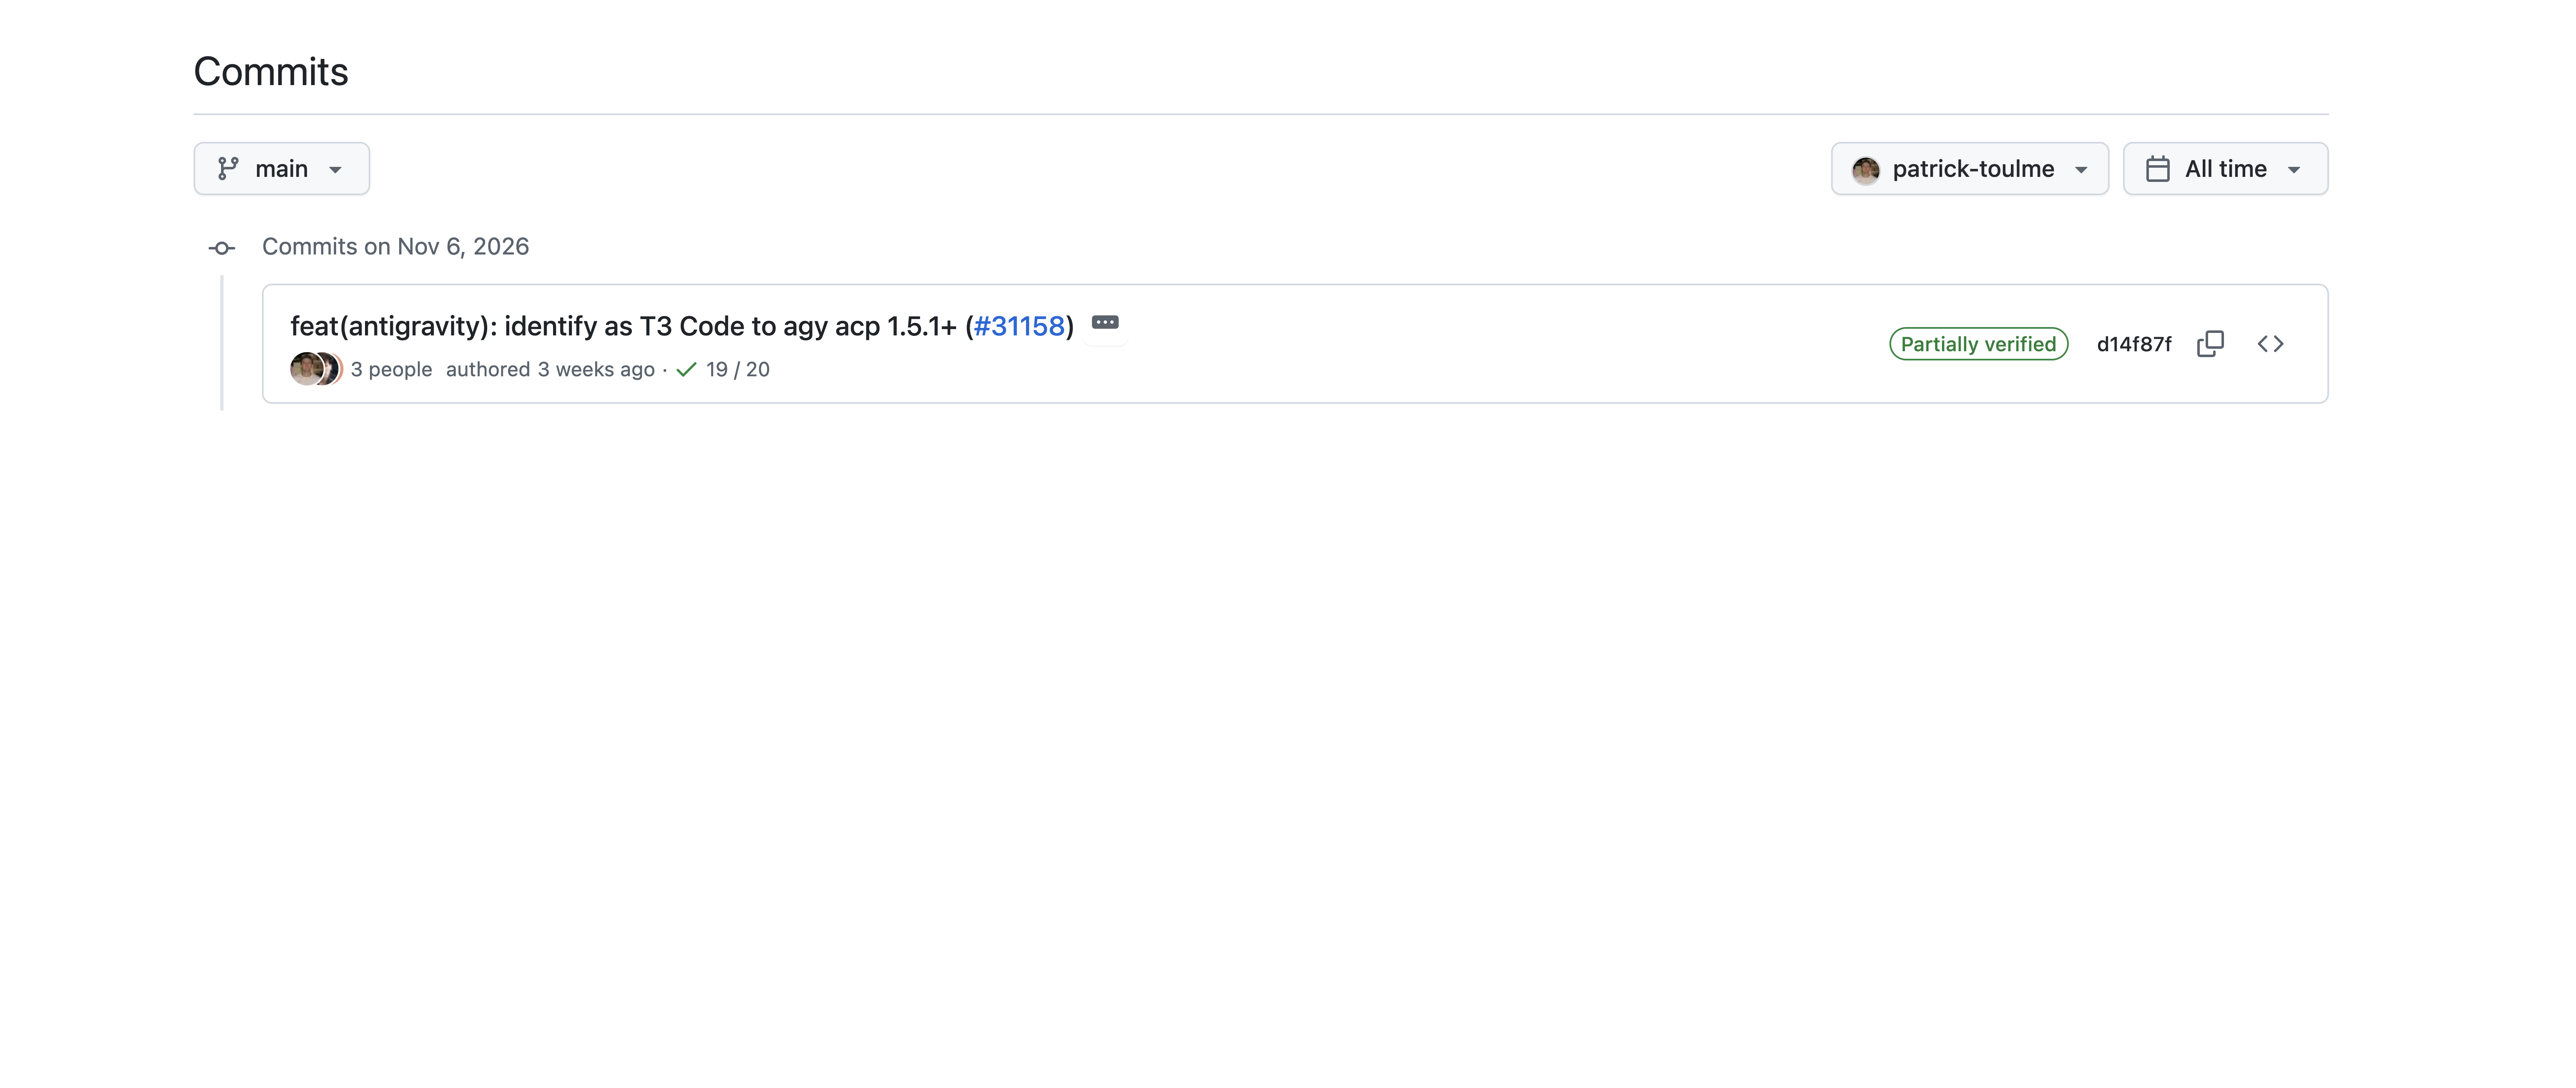 Commits
main
patrick-toulme
All time
Commits on Nov 6, 2026
feat(antigravity): identify as T3 Code to agy acp 1.5.1+ (#31158)
3 people authored 3 weeks ago · 19 / 20
Partially verified
d14f87f